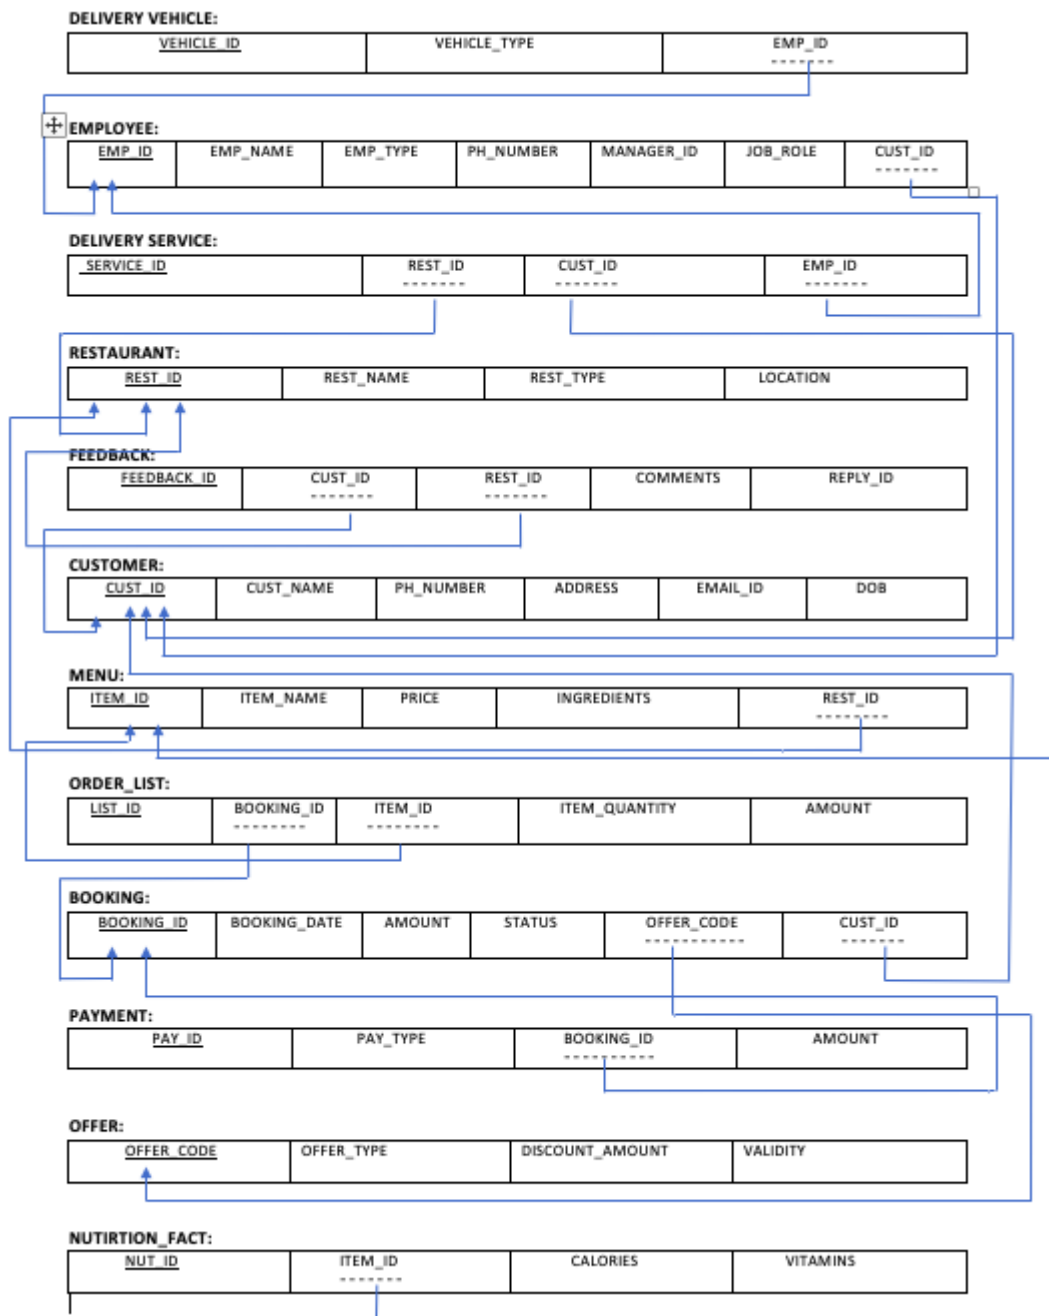 DELIVERY VEHICLE:
VEHICLE_ID VEHICLE_TYPE EMP_ID
EMPLOYEE:
EMP_ID EMP_NAME EMP_TYPE PH_NUMBER MANAGER_ID JOB_ROLE CUST_ID
DELIVERY SERVICE:
SERVICE_ID REST_ID CUST_ID EMP_ID
RESTAURANT:
REST_ID REST_NAME REST_TYPE LOCATION
FEEDBACK:
FEEDBACK_ID CUST_ID REST_ID COMMENTS REPLY_ID
CUSTOMER:
CUST_ID CUST_NAME PH_NUMBER ADDRESS EMAIL_ID DOB
MENU:
ITEM_ID ITEM_NAME PRICE INGREDIENTS REST_ID
ORDER_LIST:
LIST_ID BOOKING_ID ITEM_ID ITEM_QUANTITY AMOUNT
BOOKING:
BOOKING_ID BOOKING_DATE AMOUNT STATUS OFFER_CODE CUST_ID
PAYMENT:
PAY_ID PAY_TYPE BOOKING_ID AMOUNT
OFFER:
OFFER_CODE OFFER_TYPE DISCOUNT_AMOUNT VALIDITY
NUTIRTION_FACT:
NUT_ID ITEM_ID CALORIES VITAMINS